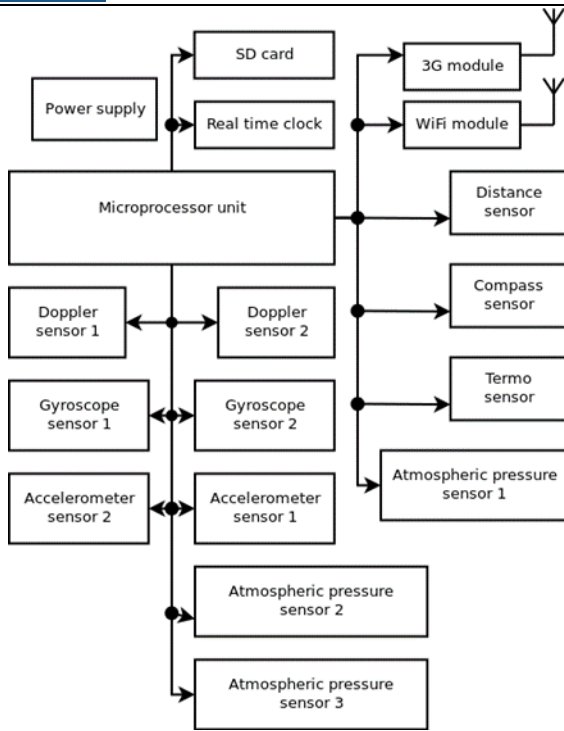 SD card
3G module
Power supply
Real time clock
WiFi module
Microprocessor unit
Distance
sensor
Doppler
sensor 1
Doppler
sensor 2
Compass
sensor
Gyroscope
sensor 1
Gyroscope
sensor 2
Termo
sensor
Accelerometer
sensor 2
Accelerometer
sensor 1
Atmospheric pressure
sensor 1
Atmospheric pressure
sensor 2
Atmospheric pressure
sensor 3